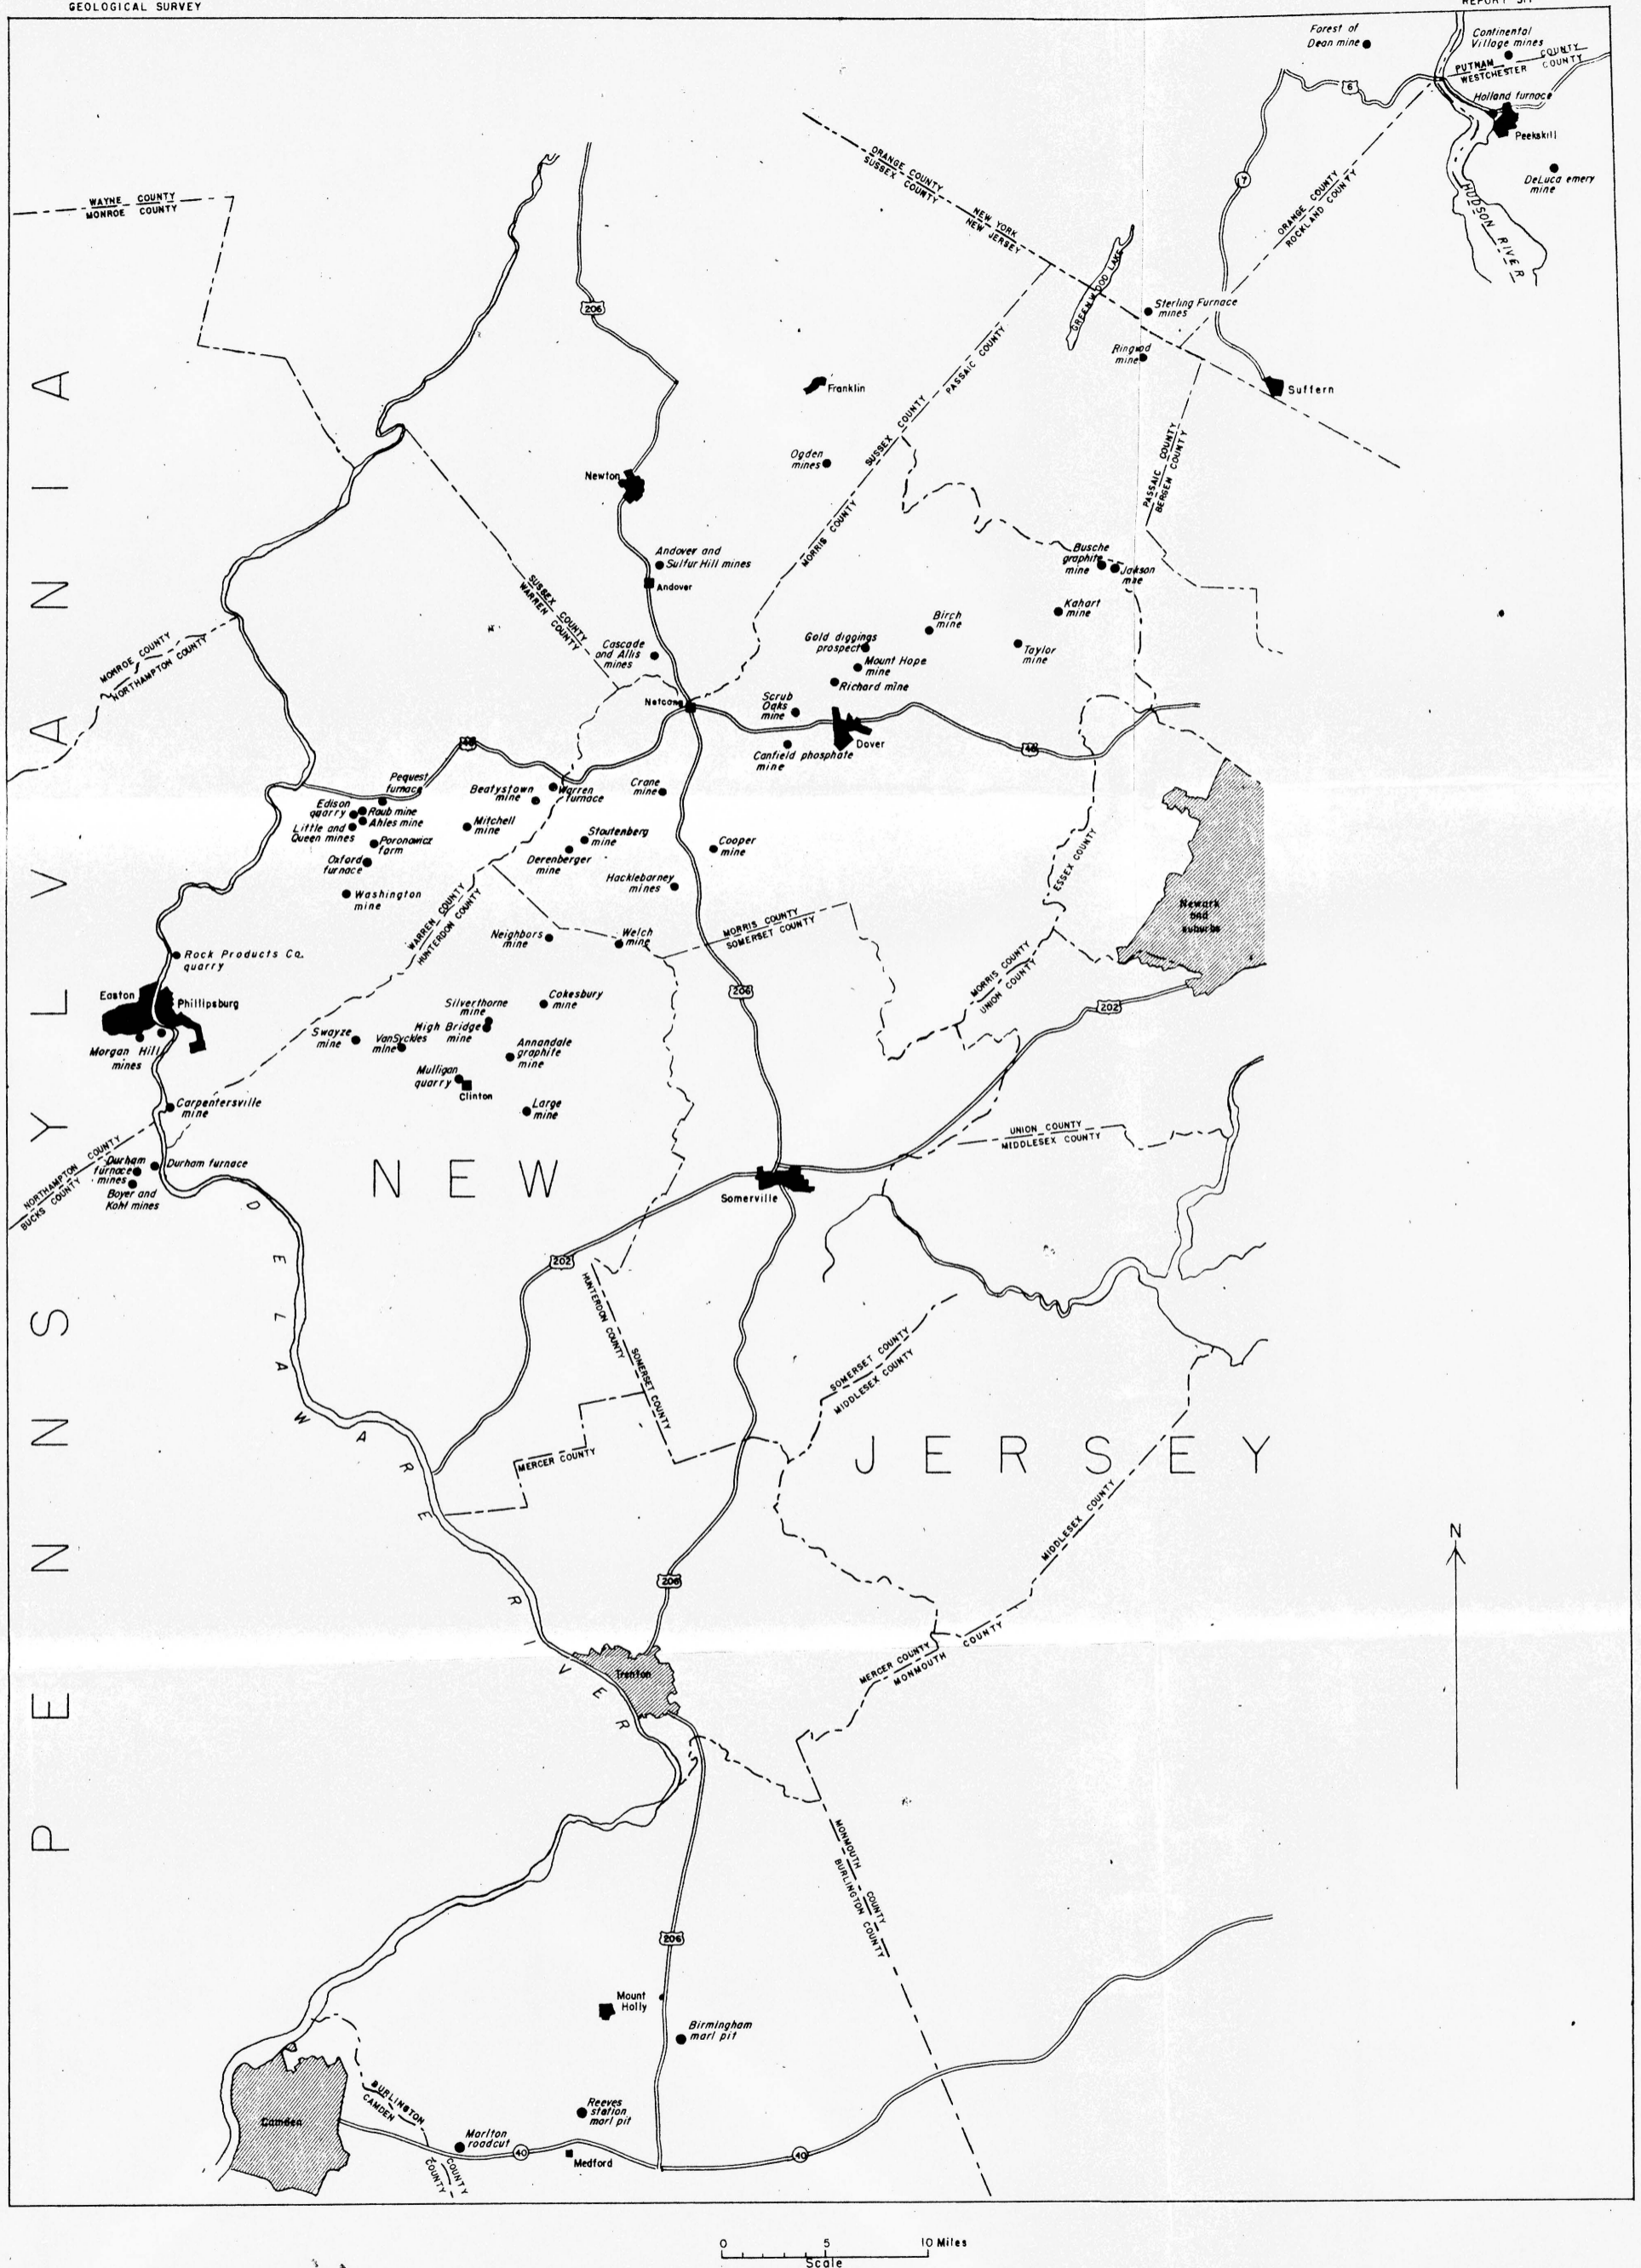 GEOLOGICAL SURVEY
Forest of
Dean mine
Continental
Village mines
PUTNAM COUNTY
WESTCHESTER COUNTY
6
Holland furnace
Peekskill
DeLuca emery
mine
HUDSON RIVER
17
ORANGE COUNTY
ROCKLAND COUNTY
ORANGE COUNTY
SUSSEX COUNTY
NEW YORK
NEW JERSEY
WAYNE COUNTY
MONROE COUNTY
206
GREENWOOD LAKE
Sterling Furnace
mines
Ringwod
mine
Suffern
Franklin
SUSSEX COUNTY
PASSAIC COUNTY
MORRIS COUNTY
PASSAIC COUNTY
BERGEN COUNTY
Ogden
mines
Newton
Andover and
Sulfur Hill mines
Andover
SUSSEX COUNTY
WARREN COUNTY
Busche
graphite
mine
Kahart
mine
Birch
mine
Taylor
mine
Gold diggings
prospect
Mount Hope
mine
Richard mine
Cascade
and Allis
mines
MONROE COUNTY
NORTHAMPTON COUNTY
Netcong
Scrub
Oaks
mine
Dover
Canfield phosphate
mine
46
46
Pequest
furnace
Edison
quarry
Raub mine
Ahles mine
Little and
Queen mines
Poronowicz
farm
Oxford
furnace
Washington
mine
Beatystown
mine
Warren
furnace
Crane
mine
Mitchell
mine
Stoutenberg
mine
Derenberger
mine
Cooper
mine
Hacklebarney
mines
WARREN COUNTY
HUNTERDON COUNTY
Neighbors
mine
Welch
mine
MORRIS COUNTY
SOMERSET COUNTY
ESSEX COUNTY
Newark
and
suburbs
MORRIS COUNTY
UNION COUNTY
Rock Products Co.
quarry
Easton
Phillipsburg
Morgan Hill
mines
206
202
Cokesbury
mine
Silverthorne
mine
High Bridge
mine
Swayze
mine
VanSyckles
mine
Annandale
graphite
mine
Mulligan
quarry
Clinton
Large
mine
Carpentersville
mine
NORTHAMPTON COUNTY
BUCKS COUNTY
Durham
furnace
mines
Durham furnace
Boyer and
Kohl mines
UNION COUNTY
MIDDLESEX COUNTY
NEW
JERSEY
PENNSYLVANIA
DELAWARE RIVER
Somerville
202
HUNTERDON COUNTY
SOMERSET COUNTY
SOMERSET COUNTY
MIDDLESEX COUNTY
MERCER COUNTY
MIDDLESEX COUNTY
N
206
MERCER COUNTY
MONMOUTH COUNTY
Trenton
MONMOUTH COUNTY
BURLINGTON COUNTY
206
Mount
Holly
Birmingham
marl pit
BURLINGTON COUNTY
CAMDEN COUNTY
Camden
Reeves
station
marl pit
Marlton
roadcut
40
Medford
40
0 5 10 Miles
Scale